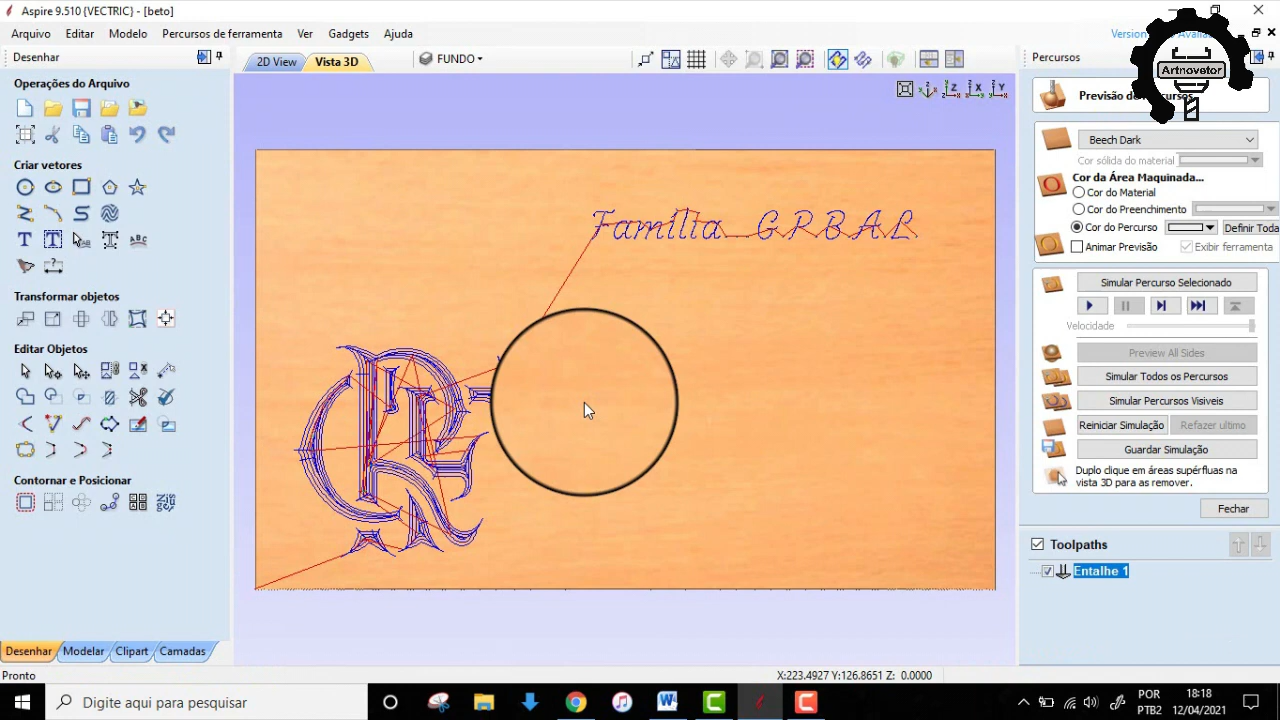 Aspire 9.510 {VECTRIC} - [beto]
Arquivo Editar Modelo Percursos de ferramenta Ver Gadgets Ajuda
Artnovetor
Desenhar
2D View Vista 3D FUNDO
Percursos
Operações do Arquivo
Criar vetores
Transformar objetos
Editar Objetos
Contornar e Posicionar
Desenhar Modelar Clipart Camadas
Z X Y
Família GRBAL
Beech Dark
Cor sólida do material
Cor da Área Maquinada...
Cor do Material
Cor do Preenchimento
Cor do Percurso Definir Toda
Animar Previsão Exibir ferramenta
Simular Percurso Selecionado
Velocidade
Preview All Sides
Simular Todos os Percursos
Simular Percursos Visiveis
Reiniciar Simulação Refazer ultimo
Guardar Simulação
Duplo clique em áreas supérfluas na
vista 3D para as remover.
Fechar
Toolpaths
Entalhe 1
Pronto
X:223.4927 Y:126.8651 Z: 0.0000
Digite aqui para pesquisar
POR
PTB2
18:18
12/04/2021